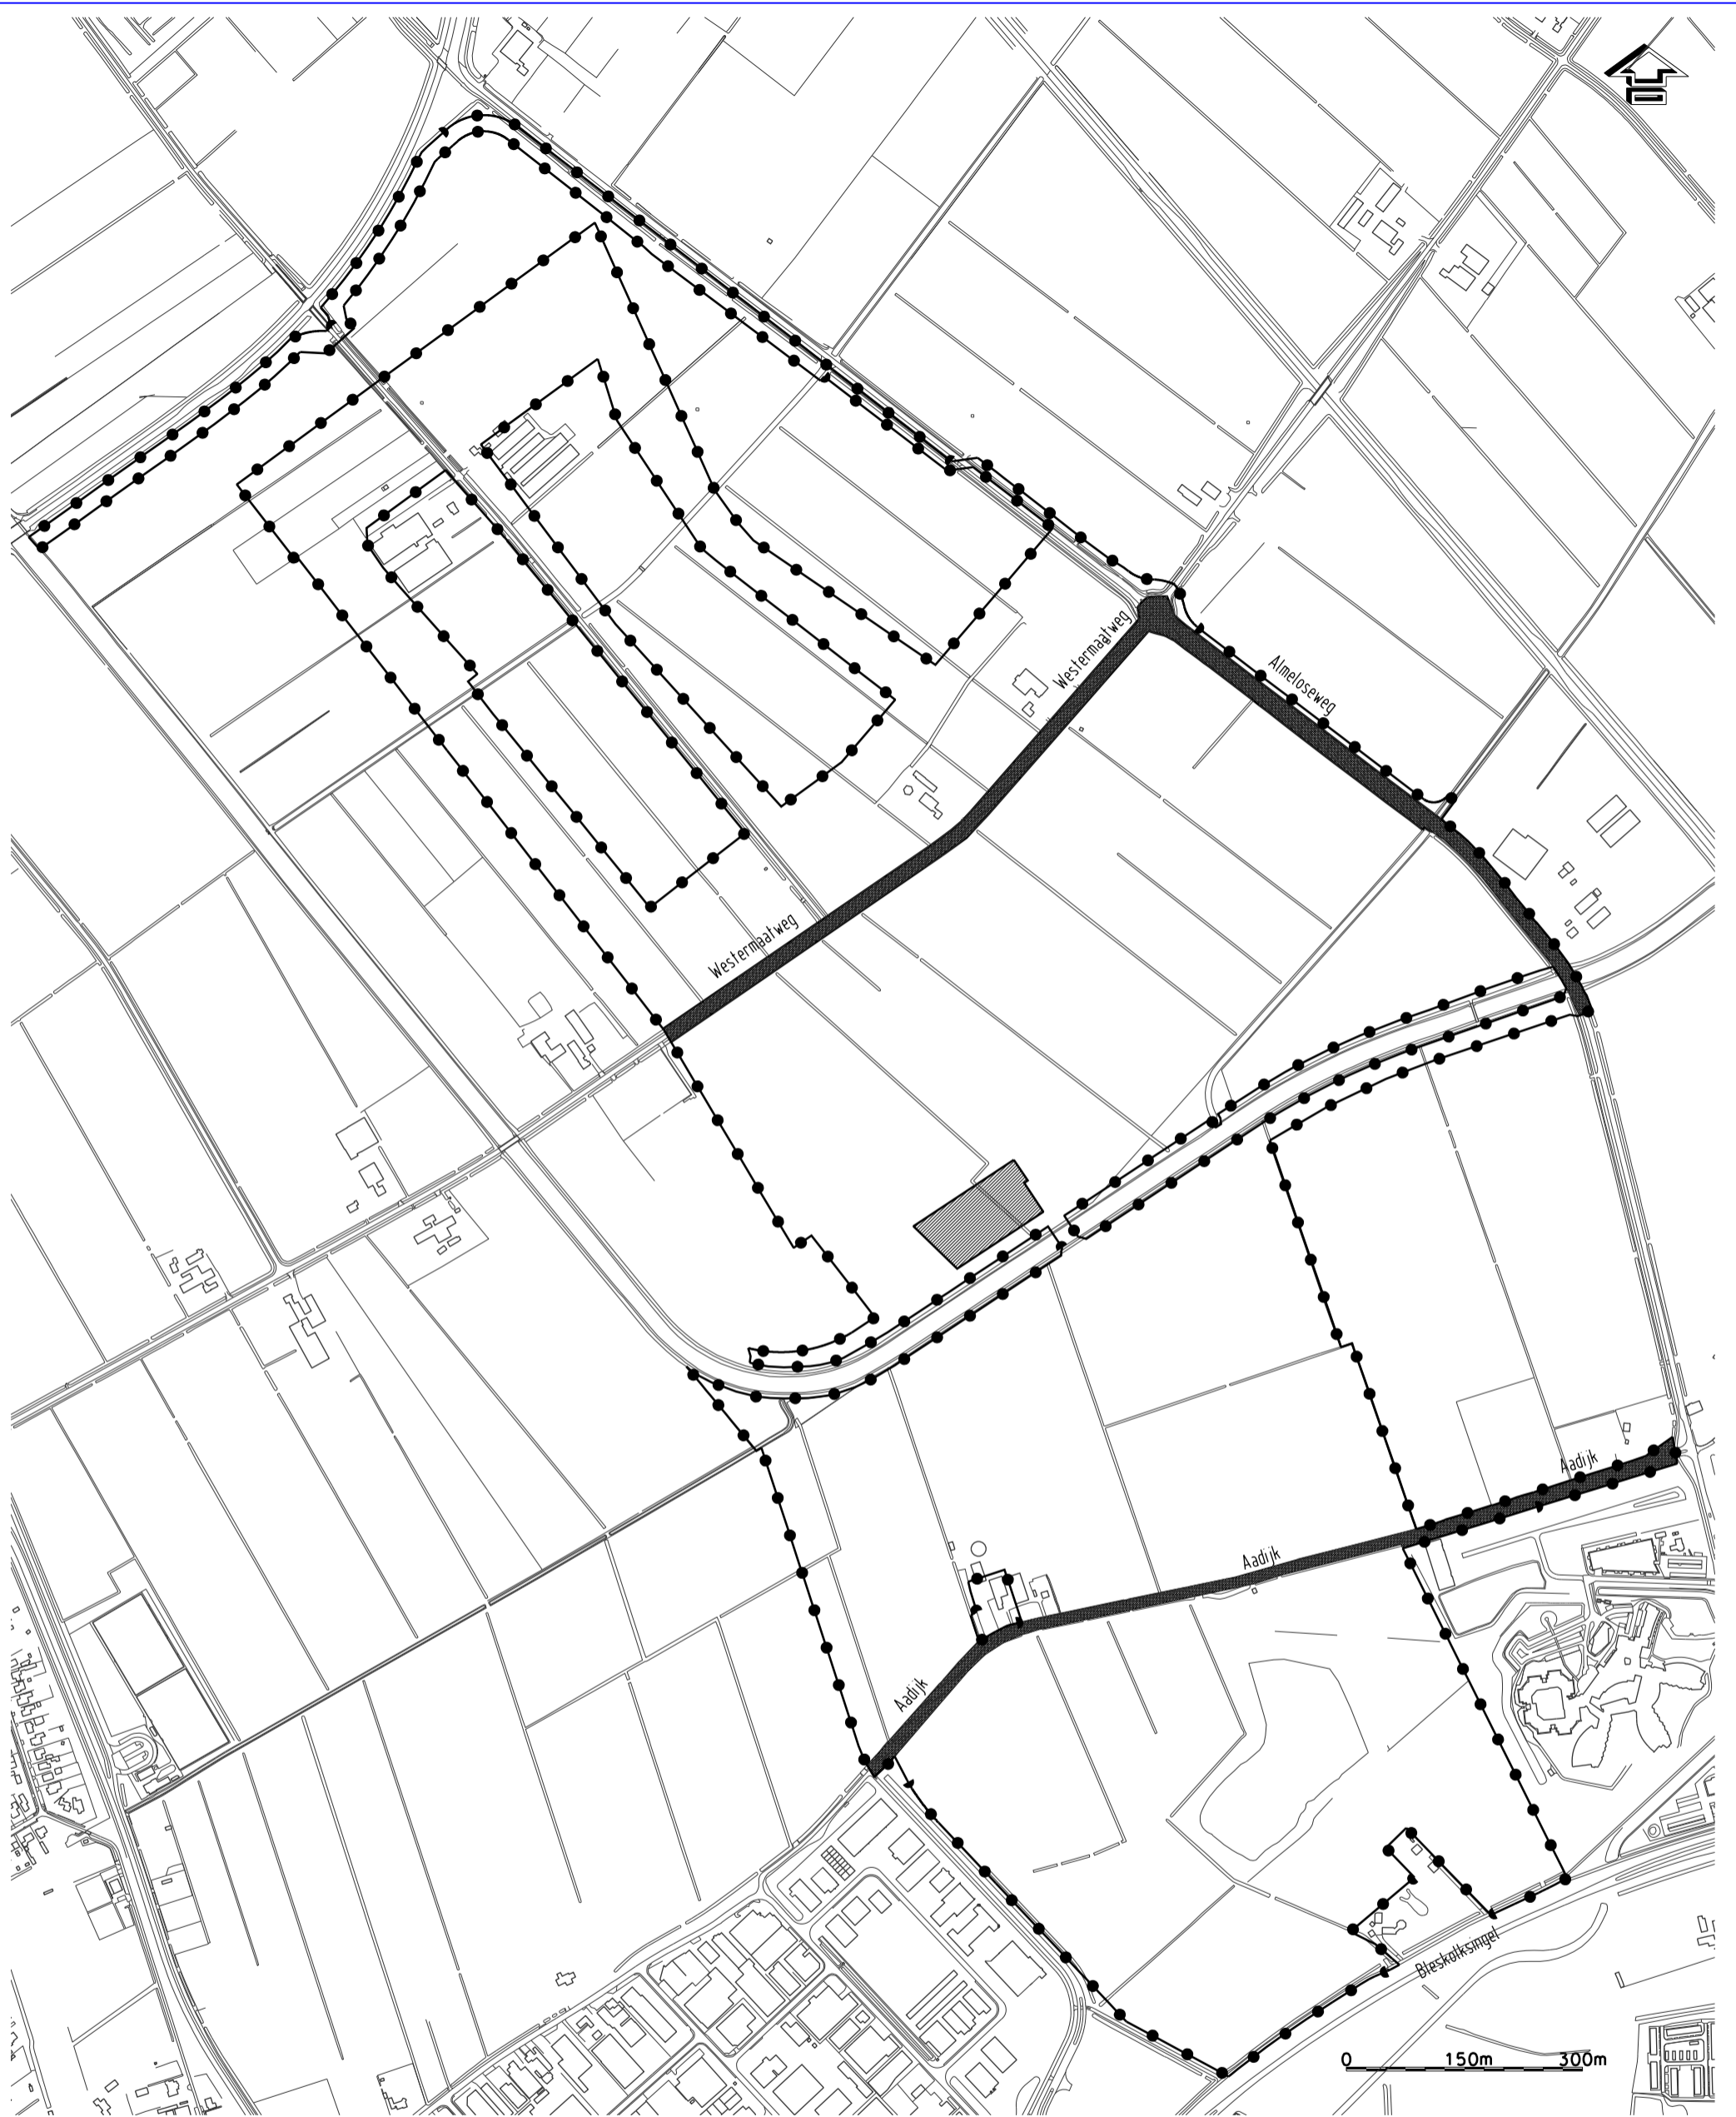 Westermaatweg
Almeloseweg
Westermaatweg
Aadijk
Aadijk
Aadijk
Bleskolksingel
0 150m 300m